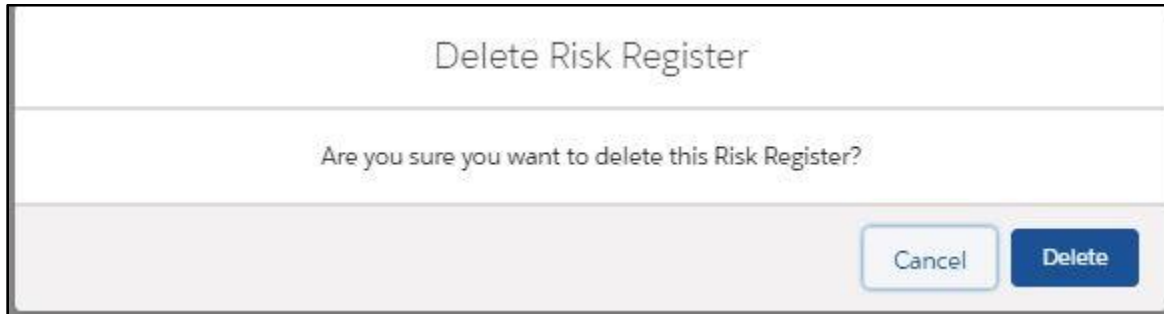 Delete Risk Register
Are you sure you want to delete this Risk Register?
Cancel Delete